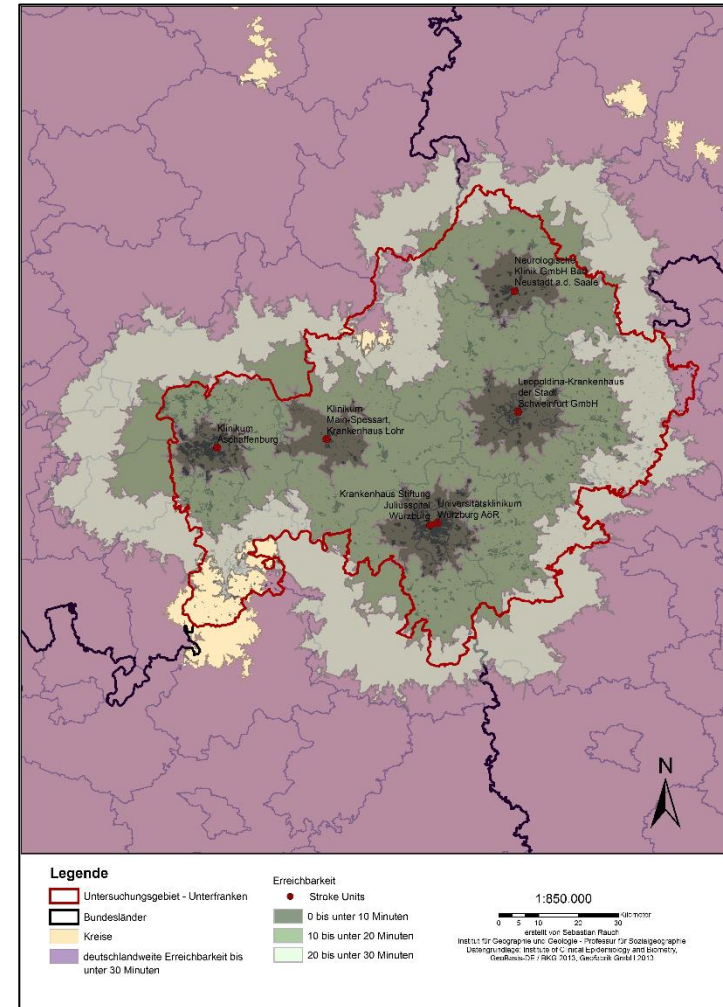 Neurologische
Klinik GmbH Bad
Neustadt a.d. Saale
Leopoldina-Krankenhaus
der Stadt
Schweinfurt GmbH
Klinikum
Main-Spessart,
Krankenhaus Lohr
Klinikum
Aschaffenburg
Krankenhaus Stiftung
Juliusspital
Würzburg
Universitätsklinikum
Würzburg AöR
N
Legende
Untersuchungsgebiet - Unterfranken
Bundesländer
Kreise
deutschlandweite Erreichbarkeit bis
unter 30 Minuten
Erreichbarkeit
Stroke Units
0 bis unter 10 Minuten
10 bis unter 20 Minuten
20 bis unter 30 Minuten
1:850.000
0 5 10 20 30 Kilometer
erstellt von Sebastian Rauch
Institut für Geographie und Geologie - Professur für Sozialgeographie
Datengrundlage: Institute of Clinical Epidemiology and Biometry,
GeoBasis-DE / BKG 2013, Geofabrik GmbH 2013